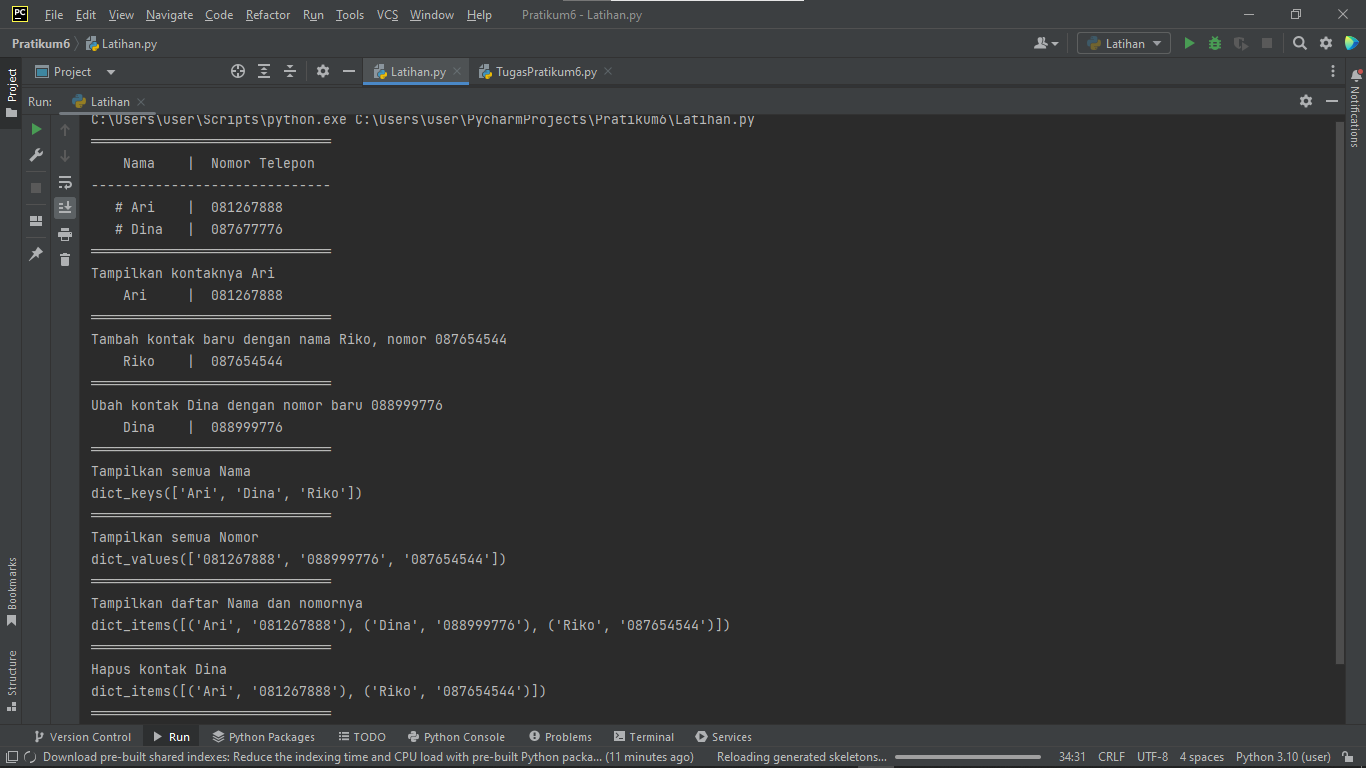 PC File Edit View Navigate Code Refactor Run Tools VCS Window Help Pratikum6 - Latihan.py
Pratikum6 Latihan.py Latihan
Project Project Latihan.py TugasPratikum6.py
Run: Latihan
Notifications
C:\Users\User\Scripts\python.exe C:\Users\User\PycharmProjects\Pratikum6\Latihan.py
==============================
Nama | Nomor Telepon
------------------------------
# Ari | 081267888
# Dina | 087677776
==============================
Tampilkan kontaknya Ari
Ari | 081267888
==============================
Tambah kontak baru dengan nama Riko, nomor 087654544
Riko | 087654544
==============================
Ubah kontak Dina dengan nomor baru 088999776
Dina | 088999776
==============================
Tampilkan semua Nama
dict_keys(['Ari', 'Dina', 'Riko'])
==============================
Tampilkan semua Nomor
dict_values(['081267888', '088999776', '087654544'])
==============================
Tampilkan daftar Nama dan nomornya
dict_items([('Ari', '081267888'), ('Dina', '088999776'), ('Riko', '087654544')])
==============================
Hapus kontak Dina
dict_items([('Ari', '081267888'), ('Riko', '087654544')])
==============================
Bookmarks
Structure
Version Control Run Python Packages TODO Python Console Problems Terminal Services
Download pre-built shared indexes: Reduce the indexing time and CPU load with pre-built Python packa... (11 minutes ago) Reloading generated skeletons... 34:31 CRLF UTF-8 4 spaces Python 3.10 (user)